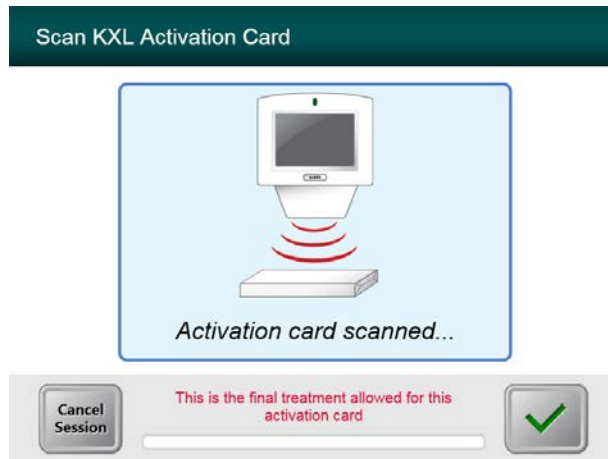 Scan KXL Activation Card
Activation card scanned...
Cancel
Session
This is the final treatment allowed for this
activation card